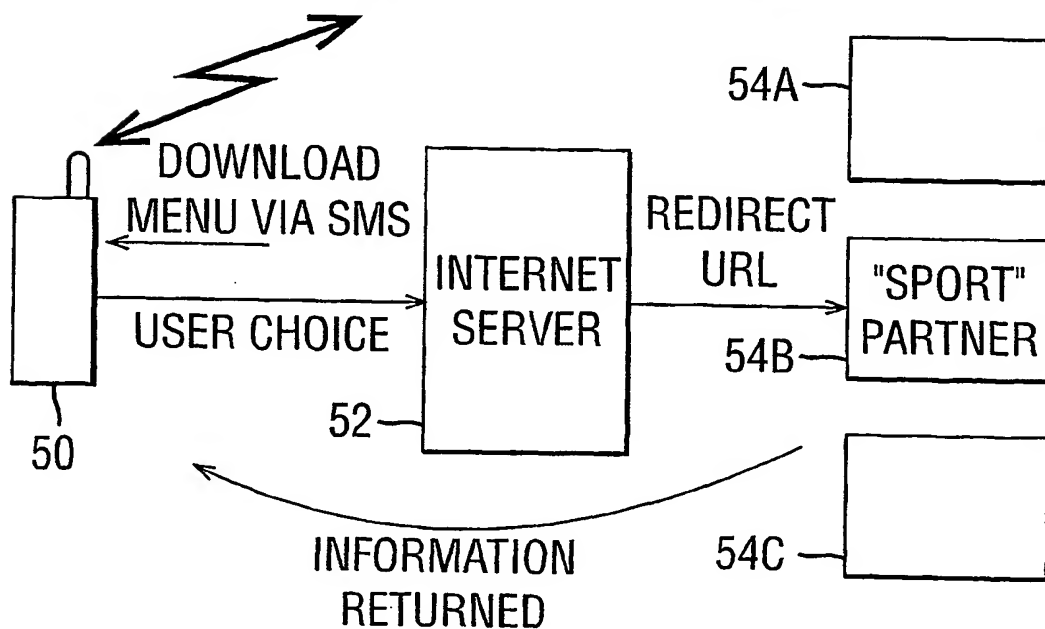 54A
DOWNLOAD
MENU VIA SMS
REDIRECT
URL
INTERNET
SERVER
"SPORT"
PARTNER
USER CHOICE
54B
50
52
54C
INFORMATION
RETURNED